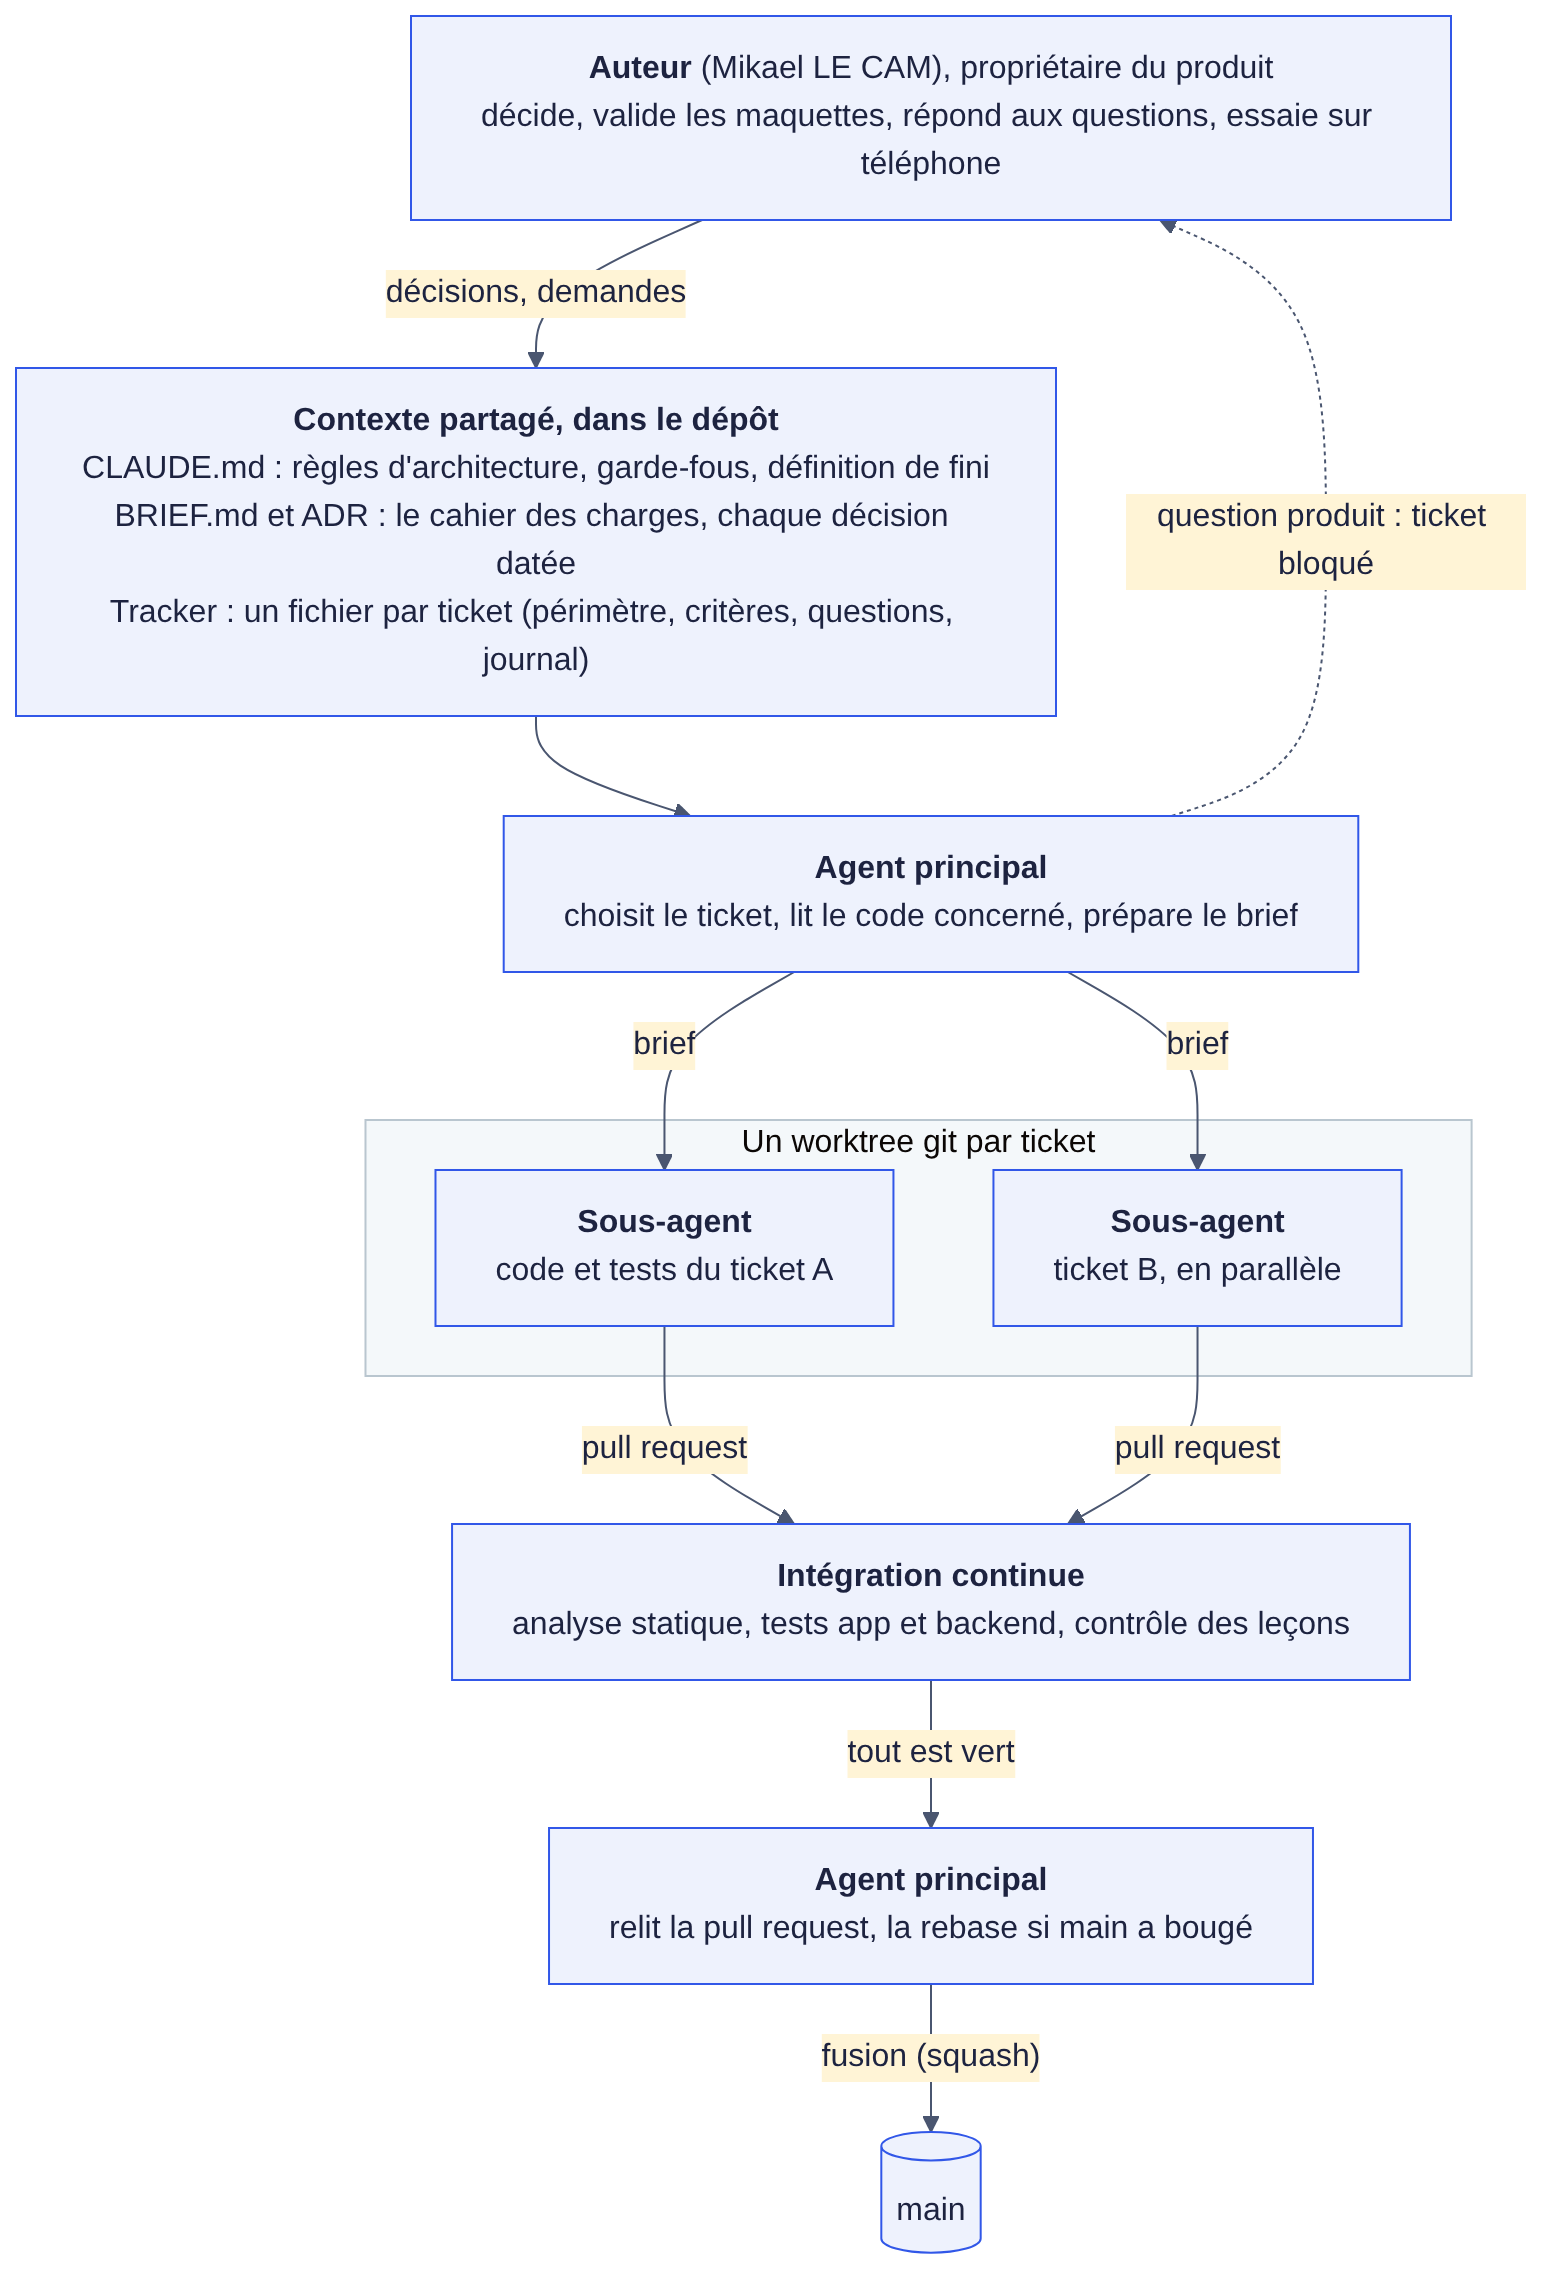 Auteur (Mikael LE CAM), propriétaire du produit
décide, valide les maquettes, répond aux questions, essaie sur
téléphone
décisions, demandes
Contexte partagé, dans le dépôt
CLAUDE.md : règles d'architecture, garde-fous, définition de fini
BRIEF.md et ADR : le cahier des charges, chaque décision
datée
Tracker : un fichier par ticket (périmètre, critères, questions,
journal)
question produit : ticket
bloqué
Agent principal
choisit le ticket, lit le code concerné, prépare le brief
brief
brief
Un worktree git par ticket
Sous-agent
code et tests du ticket A
Sous-agent
ticket B, en parallèle
pull request
pull request
Intégration continue
analyse statique, tests app et backend, contrôle des leçons
tout est vert
Agent principal
relit la pull request, la rebase si main a bougé
fusion (squash)
main